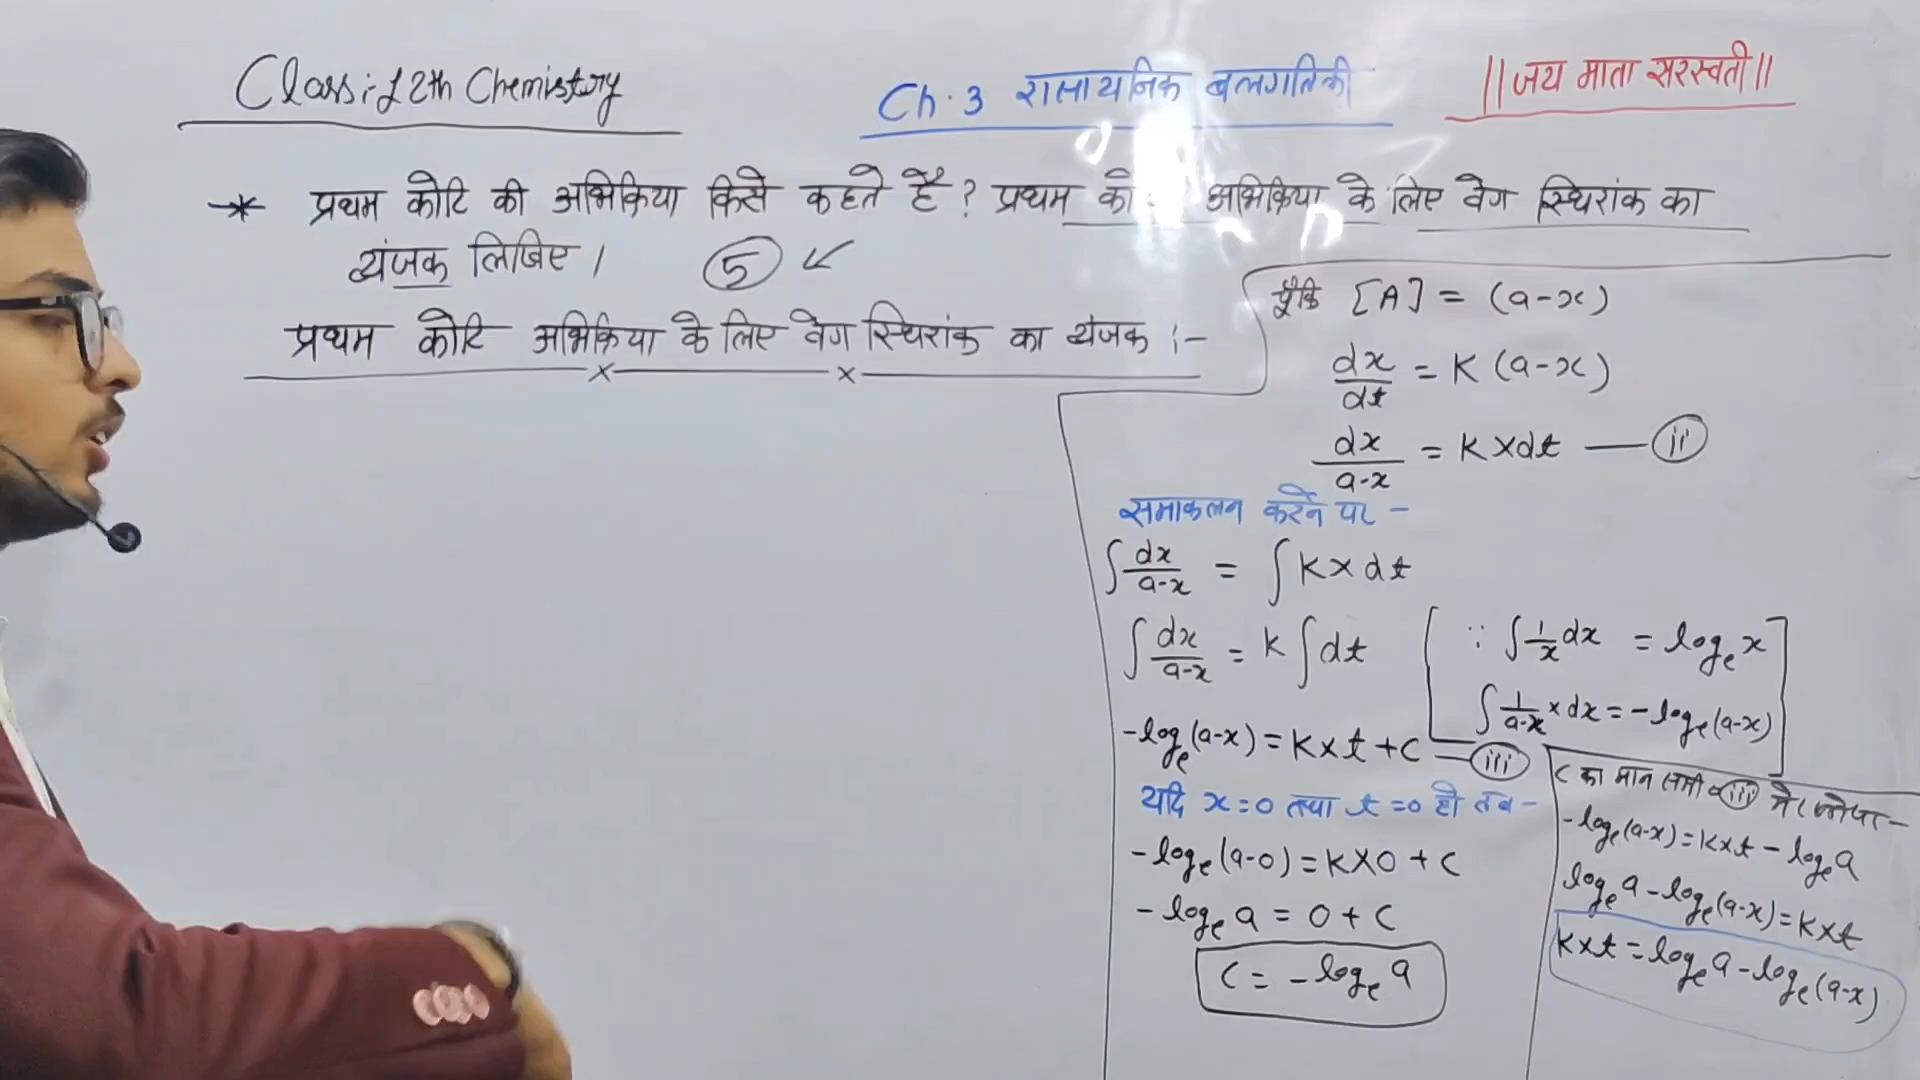 Class:-12th Chemistry
Ch.3 रासायनिक बलगतिकी
||जय माता सरस्वती||
* प्रथम कोटि की अभिक्रिया किसे कहते है? प्रथम को अभिक्रिया के लिए वेग स्थिरांक का
व्यंजक लिखिए। (5)
प्रथम कोटि अभिक्रिया के लिए वेग स्थिरांक का व्यंजक :-
चूँकि [A] = (a-x)
dx/dt = K (a-x)
dx/a-x = K×dt — (ii)
समाकलन करने पर -
∫dx/a-x = ∫K×dt
∫dx/a-x = K∫dt
[∵ ∫1/x dx = logₑx
∫1/a-x × dx = -logₑ(a-x)]
-logₑ(a-x) = K×t+C — (iii)
यदि x=0 तथा t=0 हो तब -
-logₑ(a-0) = K×0+C
-logₑa = 0+C
C = -logₑa
C का मान समी० (iii) मे
-logₑ(a-x) = K×t - logₑa
logₑa - logₑ(a-x) = K×t
K×t = logₑa - logₑ(a-x)